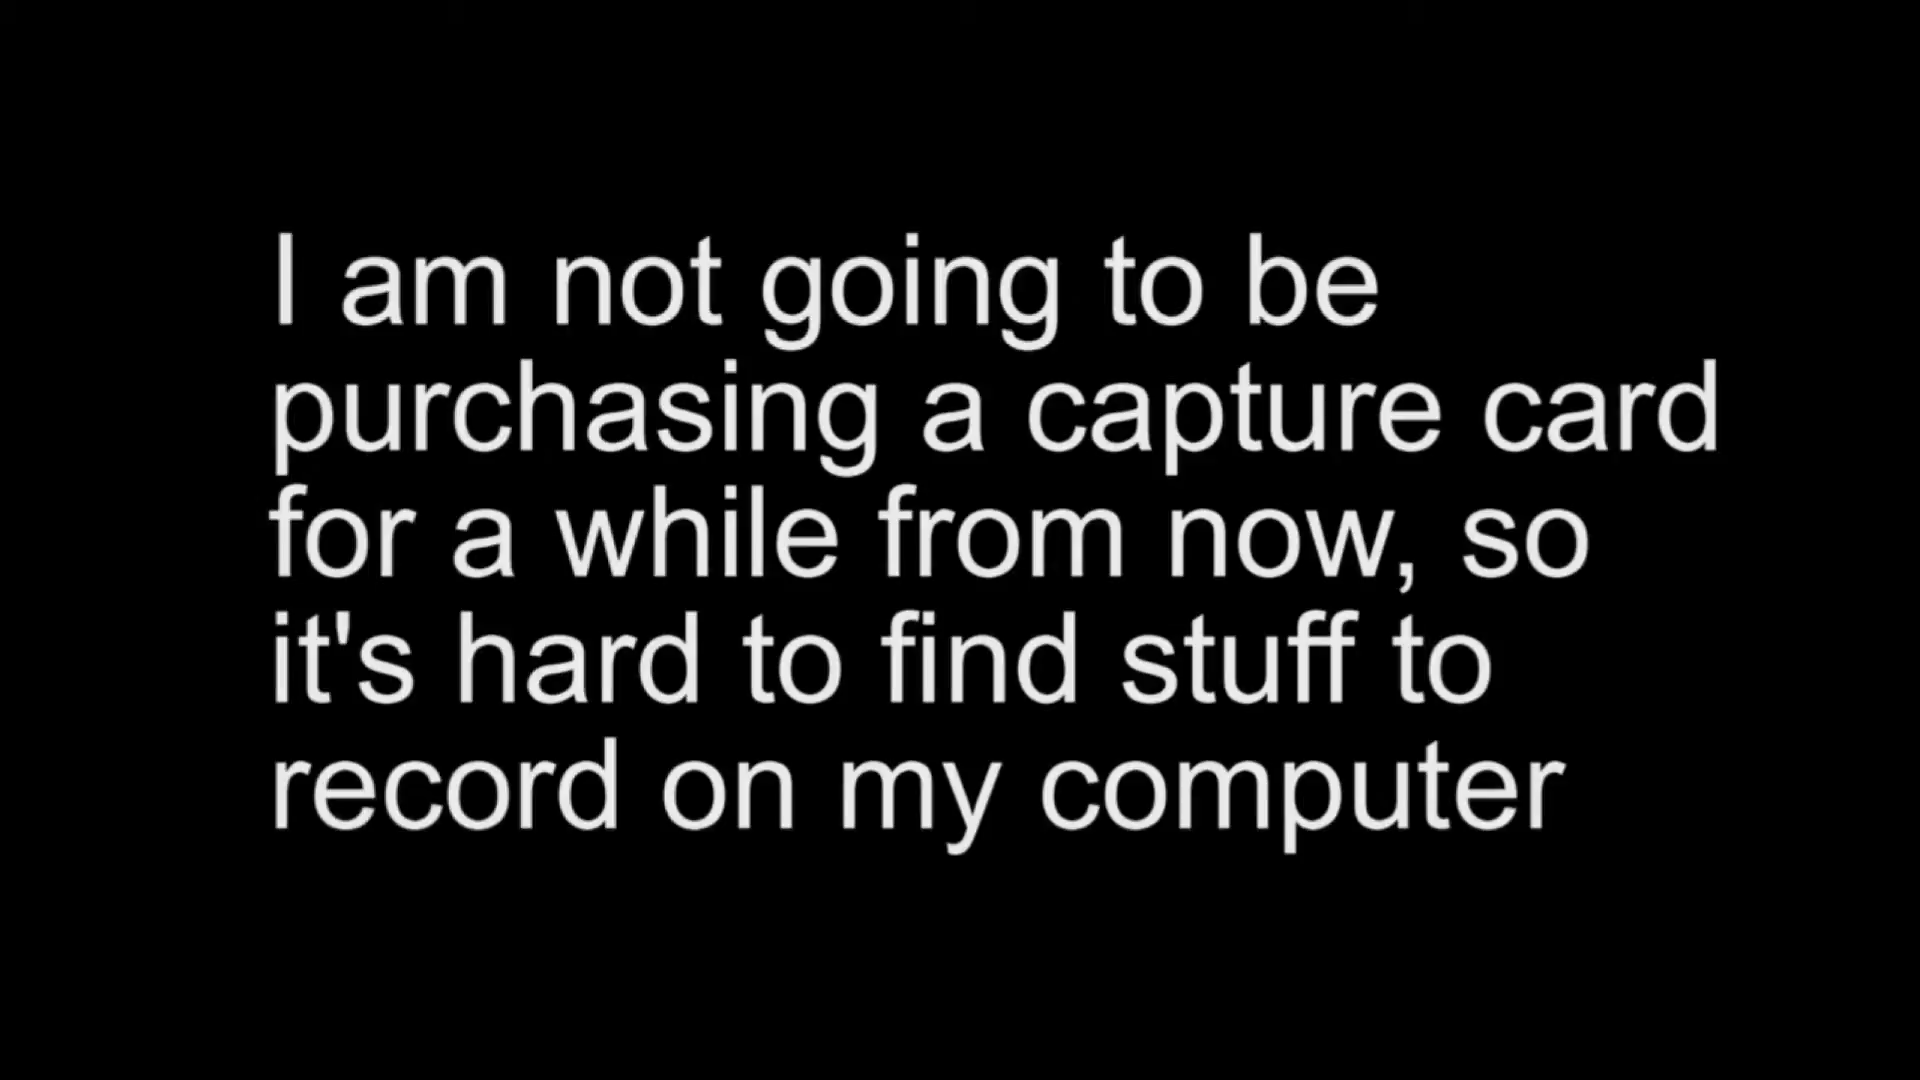 I am not going to be
purchasing a capture card
for a while from now, so
it's hard to find stuff to
record on my computer